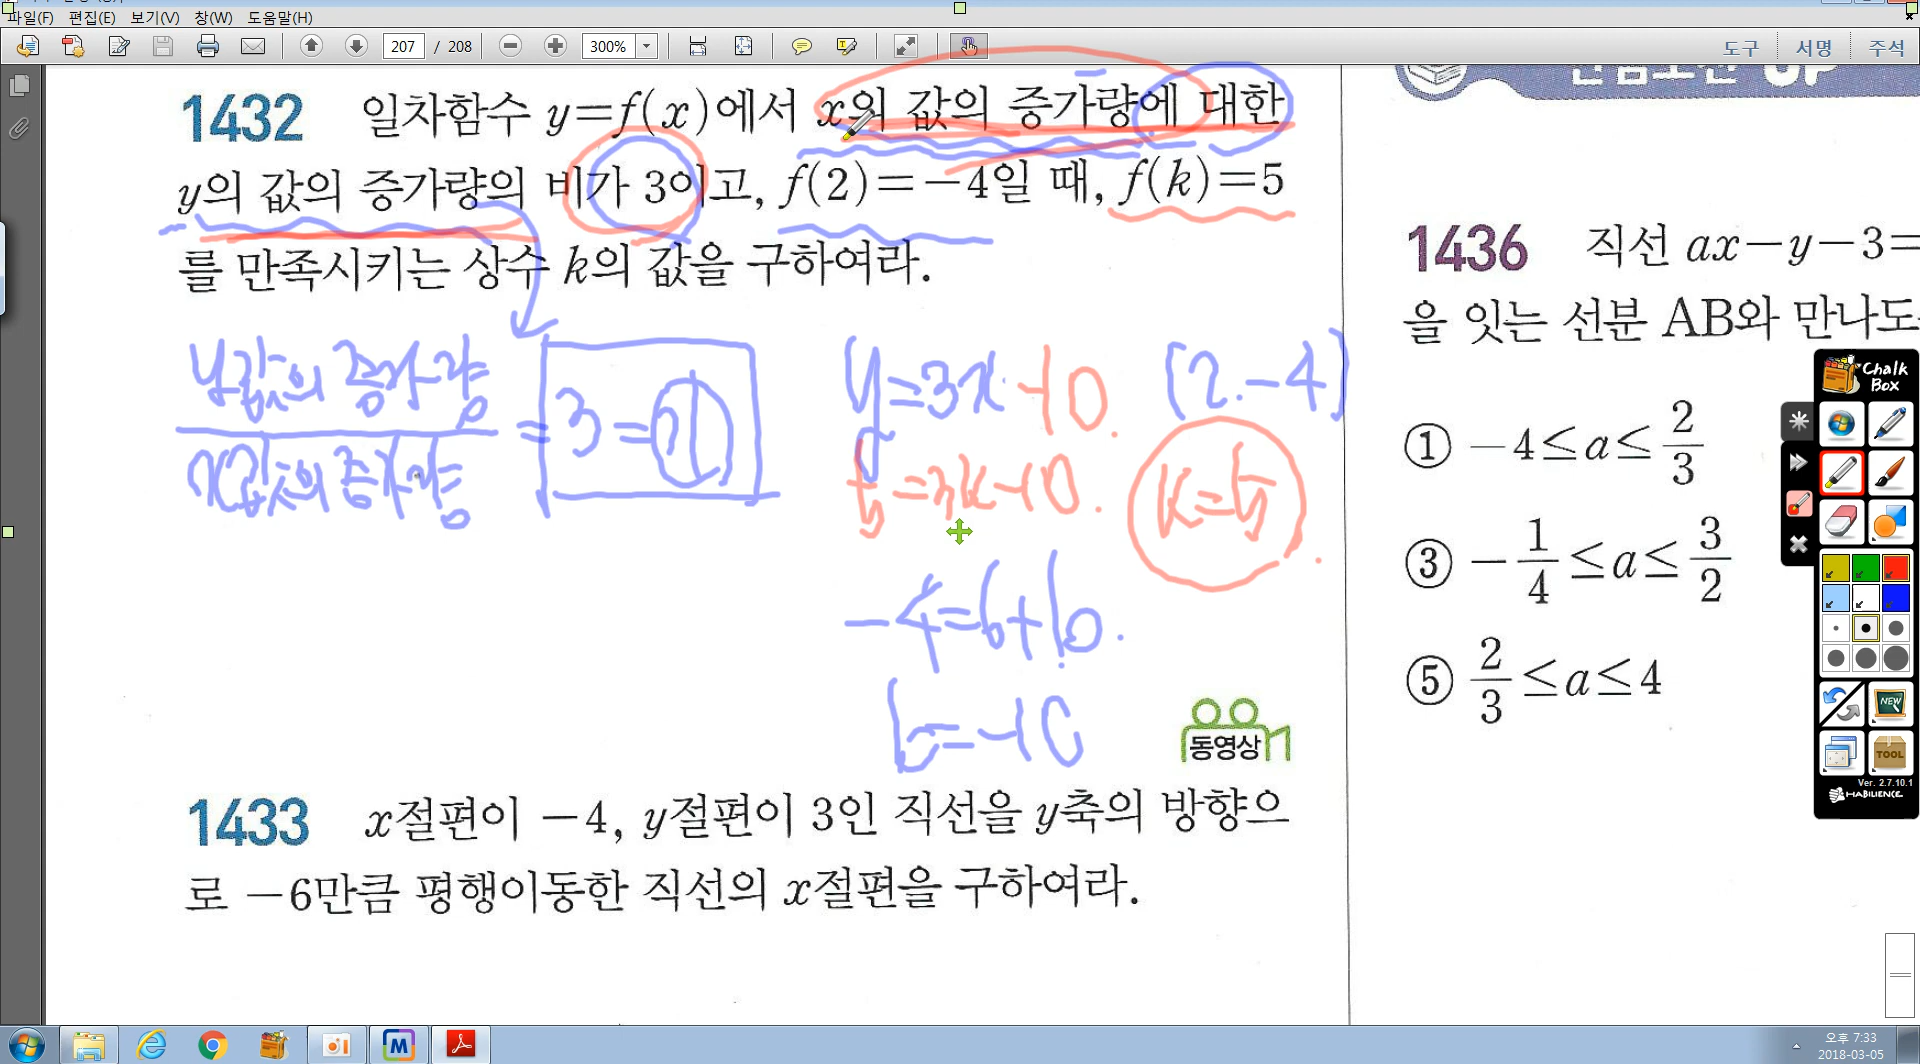 파일(F) 편집(E) 보기(V) 창(W) 도움말(H)
207 / 208 300% 도구 서명 주석
1432 일차함수 y=f(x)에서 x의 값의 증가량에 대한
y의 값의 증가량의 비가 3이고, f(2)=-4일 때, f(k)=5
를 만족시키는 상수 k의 값을 구하여라.
y값의 증가량
x값의 증가량
= 3 = 기
y=3x-10. (2.-4)
5=3k-10. k=5.
-4=6+b.
b=-10
동영상
1433 x절편이 -4, y절편이 3인 직선을 y축의 방향으
로 -6만큼 평행이동한 직선의 x절편을 구하여라.
1436 직선 ax-y-3=
을 잇는 선분 AB와 만나도
① -4≤a≤2/3
③ -1/4≤a≤3/2
⑤ 2/3≤a≤4
Chalk
Box
NEW
TOOL
Ver. 2.7.10.1
HABILIENCE
오후 7:33
2018-03-05